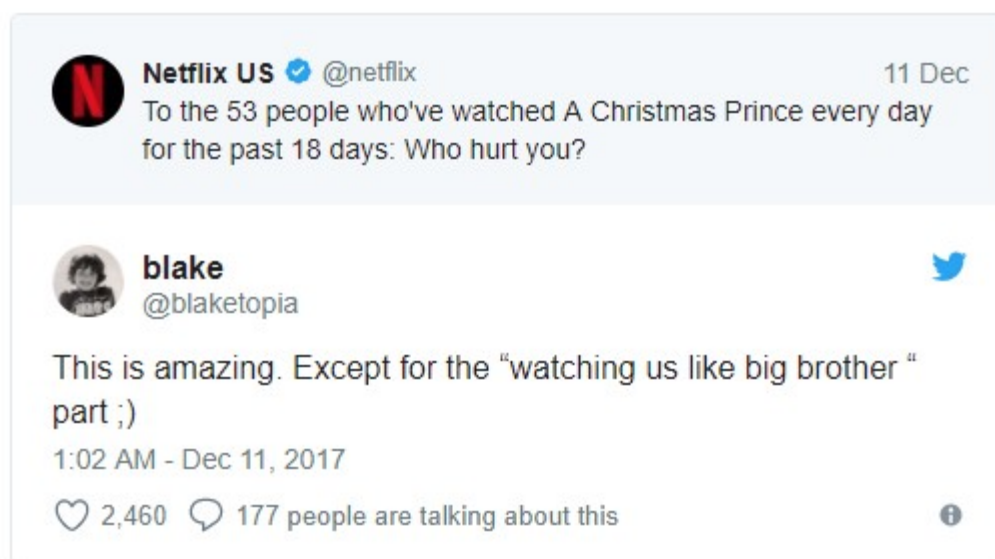 Netflix US @netflix 11 Dec
To the 53 people who've watched A Christmas Prince every day
for the past 18 days: Who hurt you?
blake
@blaketopia
This is amazing. Except for the “watching us like big brother “
part ;)
1:02 AM - Dec 11, 2017
2,460 177 people are talking about this